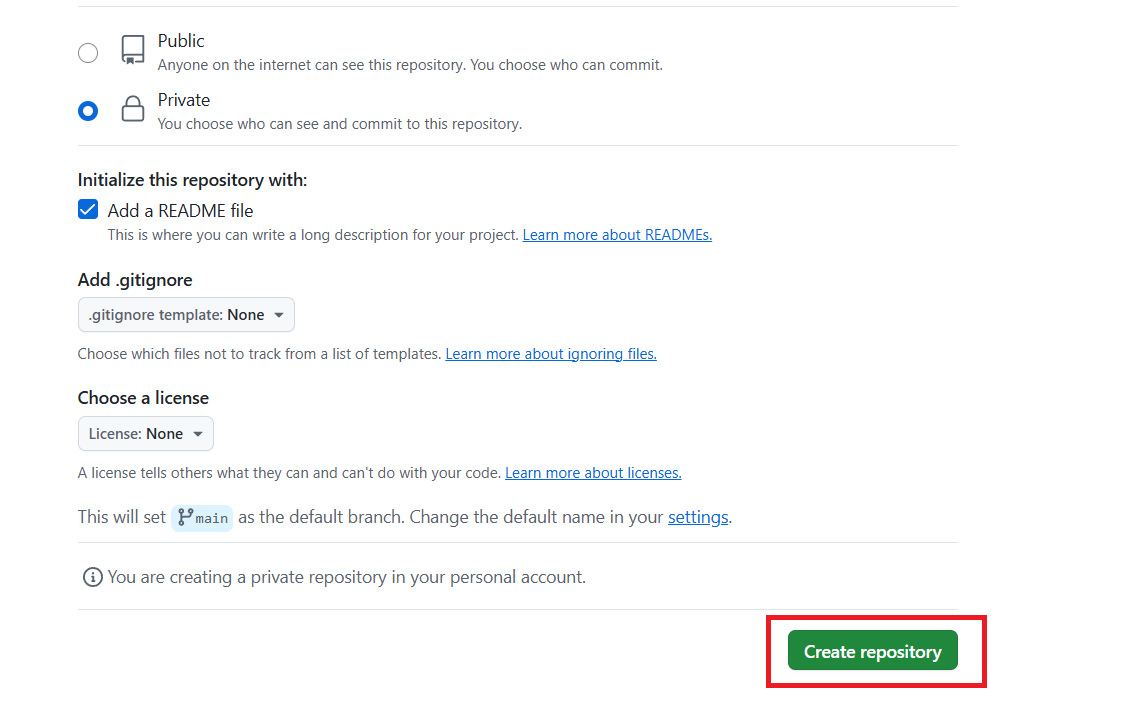 Public
Anyone on the internet can see this repository. You choose who can commit.
Private
You choose who can see and commit to this repository.
Initialize this repository with:
Add a README file
This is where you can write a long description for your project. Learn more about READMEs.
Add .gitignore
.gitignore template: None
Choose which files not to track from a list of templates. Learn more about ignoring files.
Choose a license
License: None
A license tells others what they can and can't do with your code. Learn more about licenses.
This will set main as the default branch. Change the default name in your settings.
You are creating a private repository in your personal account.
Create repository